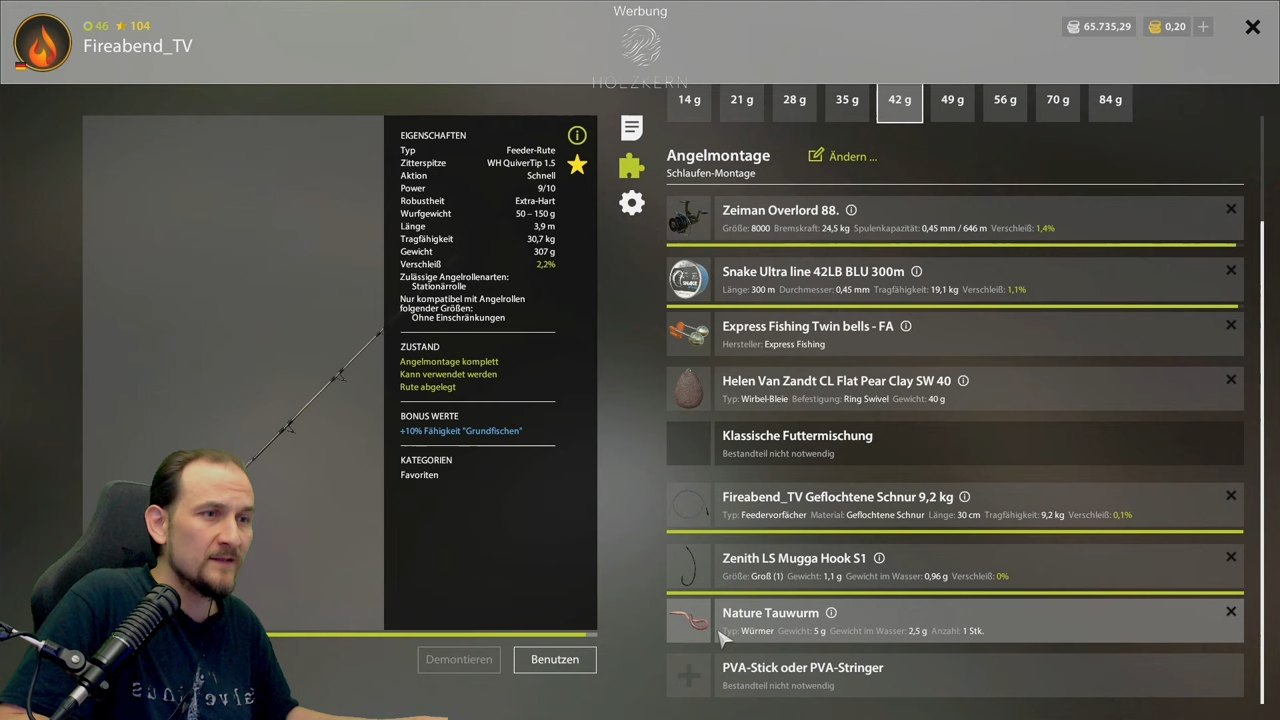 Werbung
HOLZKERN
46 104
Fireabend_TV
65.735,29
0,20
14 g 21 g 28 g 35 g 42 g 49 g 56 g 70 g 84 g
EIGENSCHAFTEN
Typ Feeder-Rute
Zitterspitze WH QuiverTip 1.5
Aktion Schnell
Power 9/10
Robustheit Extra-Hart
Wurfgewicht 50 – 150 g
Länge 3,9 m
Tragfähigkeit 30,7 kg
Gewicht 307 g
Verschleiß 2,2%
Zulässige Angelrollenarten:
Stationärrolle
Nur kompatibel mit Angelrollen
folgender Größen:
Ohne Einschränkungen
ZUSTAND
Angelmontage komplett
Kann verwendet werden
Rute abgelegt
BONUS WERTE
+10% Fähigkeit "Grundfischen"
KATEGORIEN
Favoriten
Demontieren
Benutzen
Angelmontage
Ändern ...
Schlaufen-Montage
Zeiman Overlord 88.
Größe: 8000 Bremskraft: 24,5 kg Spulenkapazität: 0,45 mm / 646 m Verschleiß: 1,4%
Snake Ultra line 42LB BLU 300m
Länge: 300 m Durchmesser: 0,45 mm Tragfähigkeit: 19,1 kg Verschleiß: 1,1%
Express Fishing Twin bells - FA
Hersteller: Express Fishing
Helen Van Zandt CL Flat Pear Clay SW 40
Typ: Wirbel-Bleie Befestigung: Ring Swivel Gewicht: 40 g
Klassische Futtermischung
Bestandteil nicht notwendig
Fireabend_TV Geflochtene Schnur 9,2 kg
Typ: Feedervorfächer Material: Geflochtene Schnur Länge: 30 cm Tragfähigkeit: 9,2 kg Verschleiß: 0,1%
Zenith LS Mugga Hook S1
Größe: Groß (1) Gewicht: 1,1 g Gewicht im Wasser: 0,96 g Verschleiß: 0%
Nature Tauwurm
Typ: Würmer Gewicht: 5 g Gewicht im Wasser: 2,5 g Anzahl: 1 Stk.
PVA-Stick oder PVA-Stringer
Bestandteil nicht notwendig